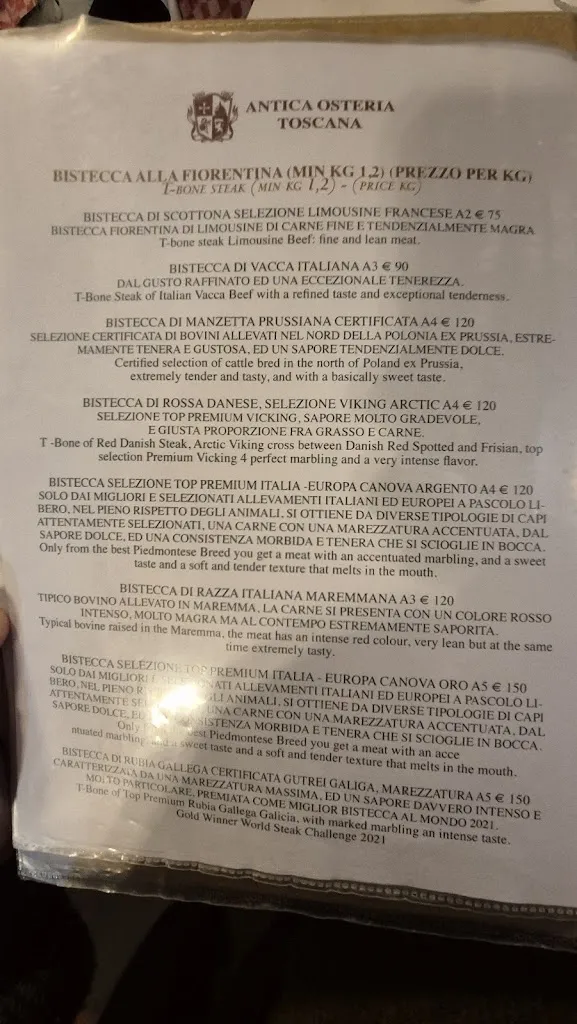 ANTICA OSTERIA
TOSCANA
BISTECCA ALLA FIORENTINA (MIN KG 1,2) (PREZZO PER KG)
T-BONE STEAK (MIN KG 1,2) - (PRICE KG)
BISTECCA DI SCOTTONA SELEZIONE LIMOUSINE FRANCESE A2 € 75
BISTECCA FIORENTINA DI LIMOUSINE DI CARNE FINE E TENDENZIALMENTE MAGRA
T-bone steak Limousine Beef: fine and lean meat.
BISTECCA DI VACCA ITALIANA A3 € 90
DAL GUSTO RAFFINATO ED UNA ECCEZIONALE TENEREZZA.
T-Bone Steak of Italian Vacca Beef with a refined taste and exceptional tenderness.
BISTECCA DI MANZETTA PRUSSIANA CERTIFICATA A4 € 120
SELEZIONE CERTIFICATA DI BOVINI ALLEVATI NEL NORD DELLA POLONIA EX PRUSSIA, ESTRE-
MAMENTE TENERA E GUSTOSA, ED UN SAPORE TENDENZIALMENTE DOLCE.
Certified selection of cattle bred in the north of Poland ex Prussia,
extremely tender and tasty, and with a basically sweet taste.
BISTECCA DI ROSSA DANESE, SELEZIONE VIKING ARCTIC A4 € 120
SELEZIONE TOP PREMIUM VICKING, SAPORE MOLTO GRADEVOLE,
E GIUSTA PROPORZIONE FRA GRASSO E CARNE.
T -Bone of Red Danish Steak, Arctic Viking cross between Danish Red Spotted and Frisian, top
selection Premium Vicking 4 perfect marbling and a very intense flavor.
BISTECCA SELEZIONE TOP PREMIUM ITALIA -EUROPA CANOVA ARGENTO A4 € 120
SOLO DAI MIGLIORI E SELEZIONATI ALLEVAMENTI ITALIANI ED EUROPEI A PASCOLO LI-
BERO, NEL PIENO RISPETTO DEGLI ANIMALI, SI OTTIENE DA DIVERSE TIPOLOGIE DI CAPI
ATTENTAMENTE SELEZIONATI, UNA CARNE CON UNA MAREZZATURA ACCENTUATA, DAL
SAPORE DOLCE, ED UNA CONSISTENZA MORBIDA E TENERA CHE SI SCIOGLIE IN BOCCA.
Only from the best Piedmontese Breed you get a meat with an accentuated marbling, and a sweet
taste and a soft and tender texture that melts in the mouth.
BISTECCA DI RAZZA ITALIANA MAREMMANA A3 € 120
TIPICO BOVINO ALLEVATO IN MAREMMA, LA CARNE SI PRESENTA CON UN COLORE ROSSO
INTENSO, MOLTO MAGRA MA AL CONTEMPO ESTREMAMENTE SAPORITA.
Typical bovine raised in the Maremma, the meat has an intense red colour, very lean but at the same
time extremely tasty.
BISTECCA SELEZIONE TOP PREMIUM ITALIA - EUROPA CANOVA ORO A5 € 150
SOLO DAI MIGLIORI ALLEVAMENTI ITALIANI ED EUROPEI A PASCOLO LI-
BERO, NEL PIENO ANIMALI, SI OTTIENE DA DIVERSE TIPOLOGIE DI CAPI
ATTENTAMENTE UNA CARNE CON UNA MAREZZATURA ACCENTUATA, DAL
SAPORE DOLCE, ED CONSISTENZA MORBIDA E TENERA CHE SI SCIOGLIE IN BOCCA.
Only best Piedmontese Breed you get a meat with an acce
ntuated marbling, a sweet taste and a soft and tender texture that melts in the mouth.
BISTECCA DI RUBIA GALLEGA CERTIFICATA GUTREI GALIGA, MAREZZATURA A5 € 150
CARATTERIZZATA DA UNA MAREZZATURA MASSIMA, ED UN SAPORE DAVVERO INTENSO E
MOLTO PARTICOLARE, PREMIATA COME MIGLIOR BISTECCA AL MONDO 2021.
T-Bone of Top Premium Rubia Gallega Galicia, with marked marbling an intense taste.
Gold Winner World Steak Challenge 2021